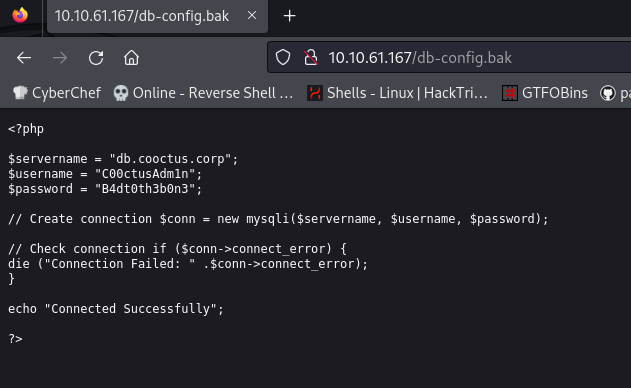 10.10.61.167/db-config.bak
10.10.61.167/db-config.bak
CyberChef Online - Reverse Shell … Shells - Linux | HackTri… GTFOBins pa
<?php
$servername = "db.cooctus.corp";
$username = "C00ctusAdm1n";
$password = "B4dt0th3b0n3";
// Create connection $conn = new mysqli($servername, $username, $password);
// Check connection if ($conn->connect_error) {
die ("Connection Failed: " .$conn->connect_error);
}
echo "Connected Successfully";
?>